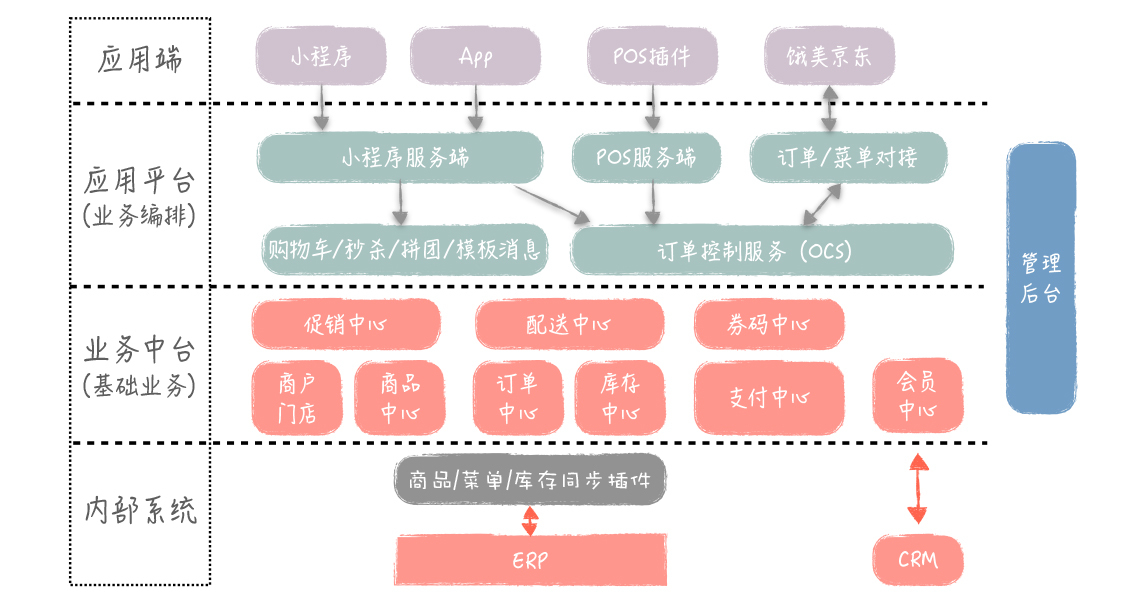 应用端
小程序
App
POS插件
饿美京东
应用平台
(业务编排)
小程序服务端
POS服务端
订单/菜单对接
购物车/秒杀/拼团/模板消息
订单控制服务 (OCS)
管理
后台
业务中台
(基础业务)
促销中心
配送中心
券码中心
商户
门店
商品
中心
订单
中心
库存
中心
支付中心
会员
中心
内部系统
商品/菜单/库存同步插件
ERP
CRM